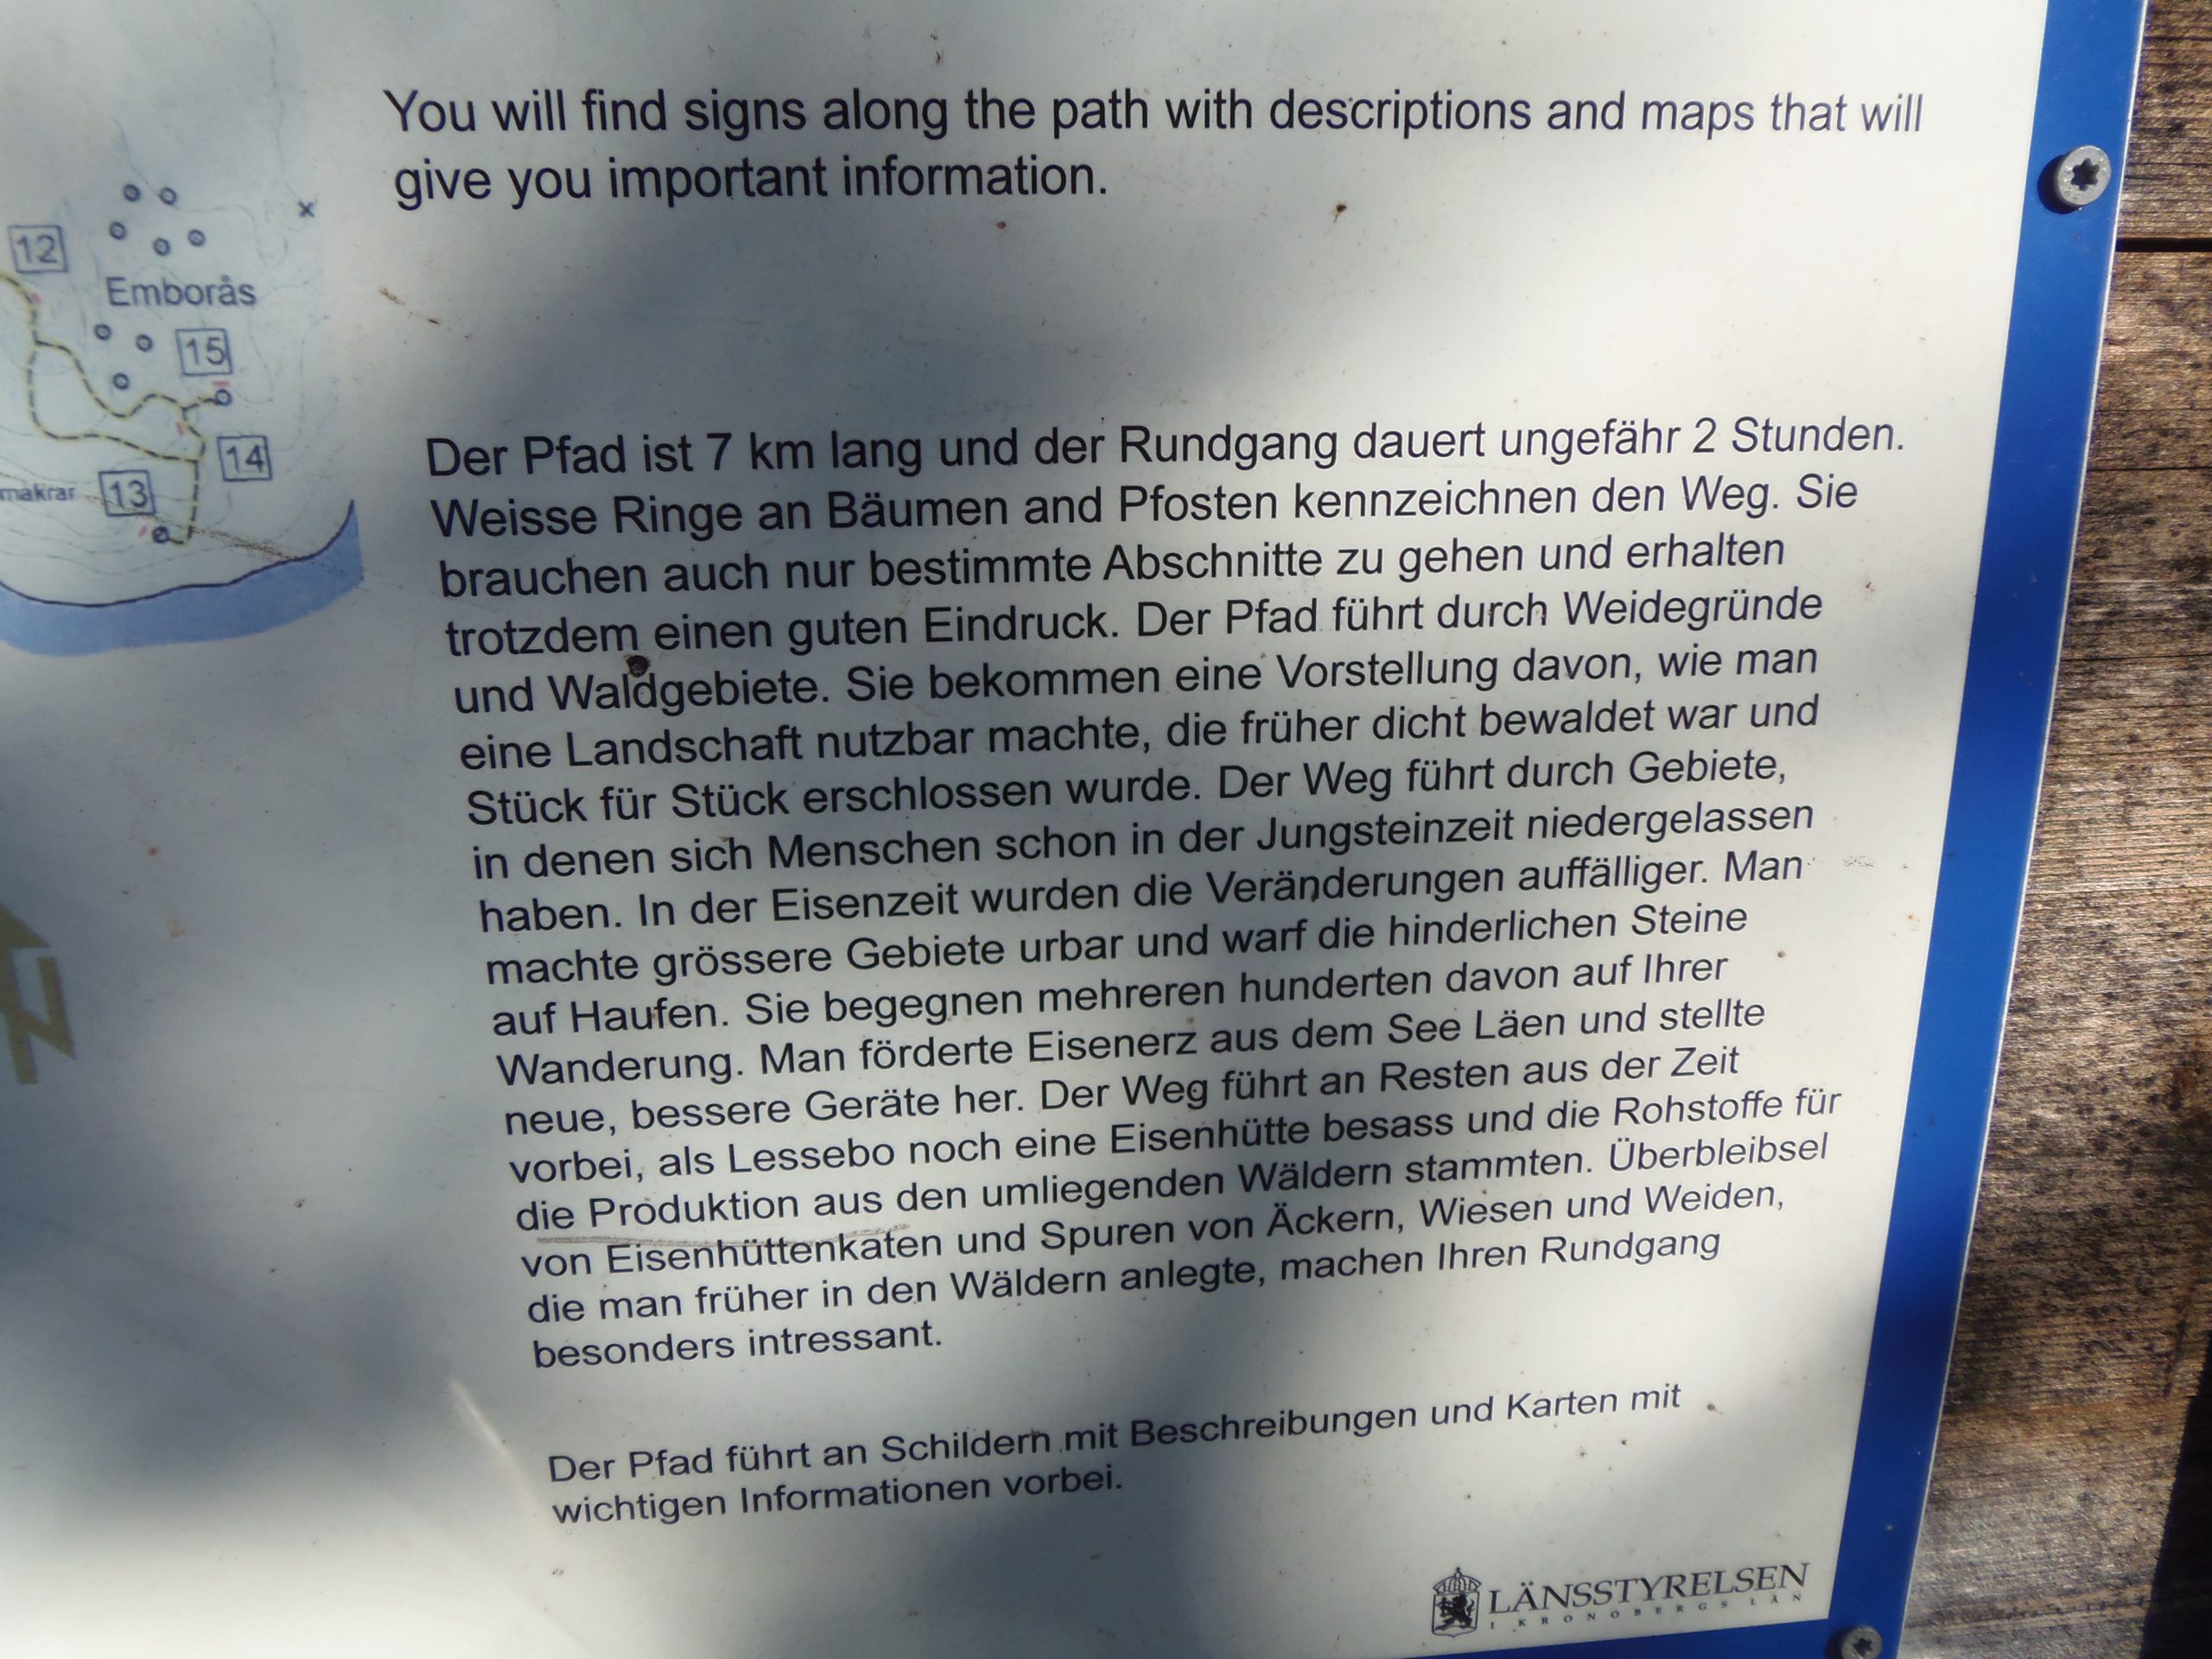 You will find signs along the path with descriptions and maps that will
give you important information.
12
Emborås
15
14
makrar
13
Der Pfad ist 7 km lang und der Rundgang dauert ungefähr 2 Stunden.
Weisse Ringe an Bäumen and Pfosten kennzeichnen den Weg. Sie
brauchen auch nur bestimmte Abschnitte zu gehen und erhalten
trotzdem einen guten Eindruck. Der Pfad führt durch Weidegründe
und Waldgebiete. Sie bekommen eine Vorstellung davon, wie man
eine Landschaft nutzbar machte, die früher dicht bewaldet war und
Stück für Stück erschlossen wurde. Der Weg führt durch Gebiete,
in denen sich Menschen schon in der Jungsteinzeit niedergelassen
haben. In der Eisenzeit wurden die Veränderungen auffälliger. Man
machte grössere Gebiete urbar und warf die hinderlichen Steine
auf Haufen. Sie begegnen mehreren hunderten davon auf Ihrer
Wanderung. Man förderte Eisenerz aus dem See Läen und stellte
neue, bessere Geräte her. Der Weg führt an Resten aus der Zeit
vorbei, als Lessebo noch eine Eisenhütte besass und die Rohstoffe für
die Produktion aus den umliegenden Wäldern stammten. Überbleibsel
von Eisenhüttenkaten und Spuren von Äckern, Wiesen und Weiden,
die man früher in den Wäldern anlegte, machen Ihren Rundgang
besonders intressant.
Der Pfad führt an Schildern mit Beschreibungen und Karten mit
wichtigen Informationen vorbei.
N
LÄNSSTYRELSEN
I KRONOBERGS LÄN